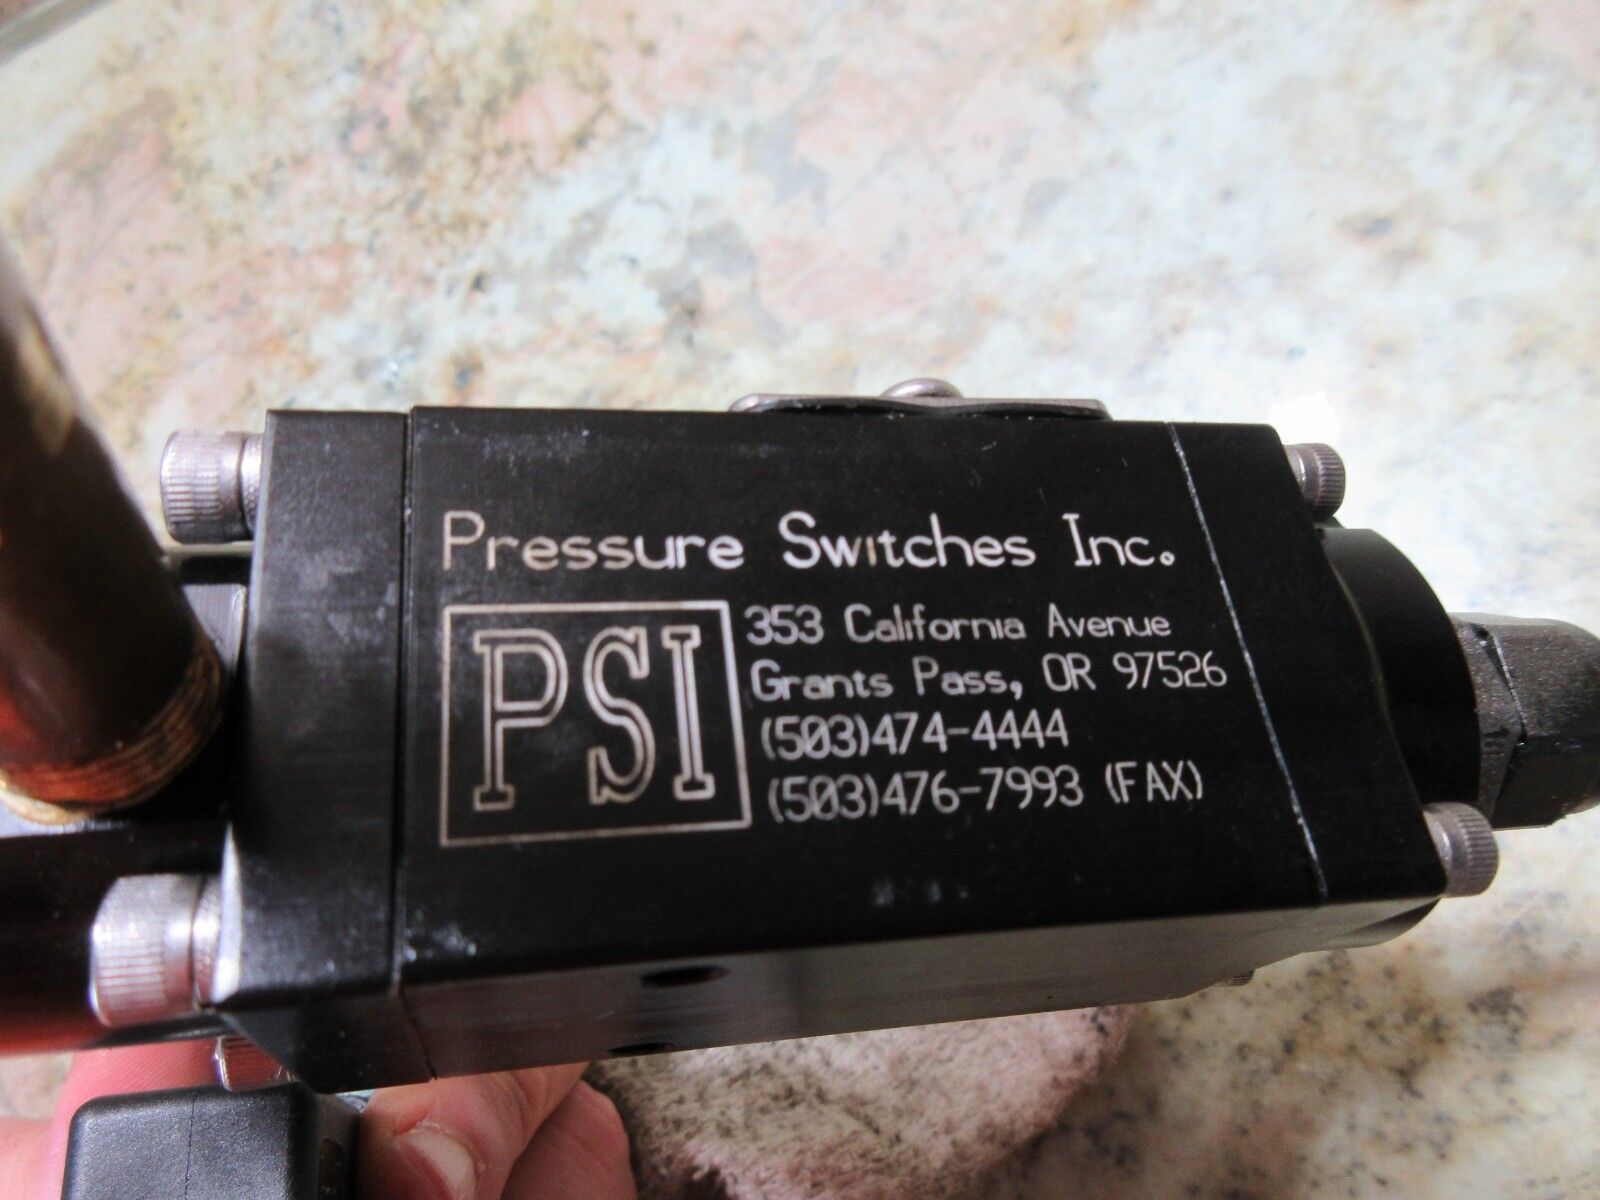 Pressure Switches Inc.
PSI
353 California Avenue
Grants Pass, OR 97526
(503)474-4444
(503)476-7993 (FAX)